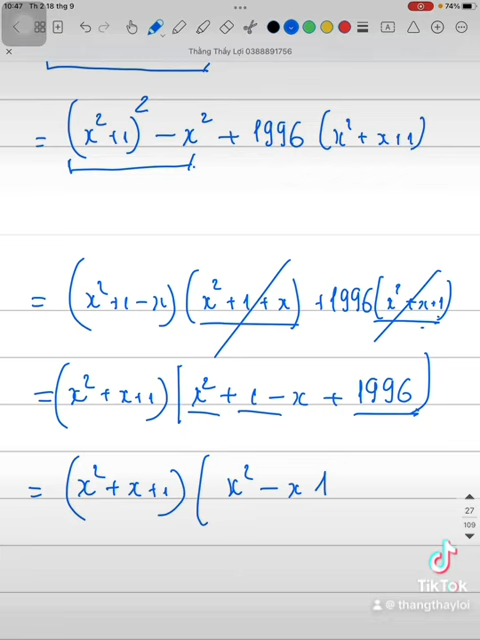 10:47 Th 2.18 thg 9
74%
Thắng Thầy Lợi 0388891756
= (x²+1)² - x² + 1996 (x²+x+1)
= (x²+1-x) (x²+1+x) + 1996 (x²+x+1)
= (x²+x+1) [x²+1-x+1996)
= (x²+x+1) (x²-x 1
27
109
TikTok
@thangthayloi